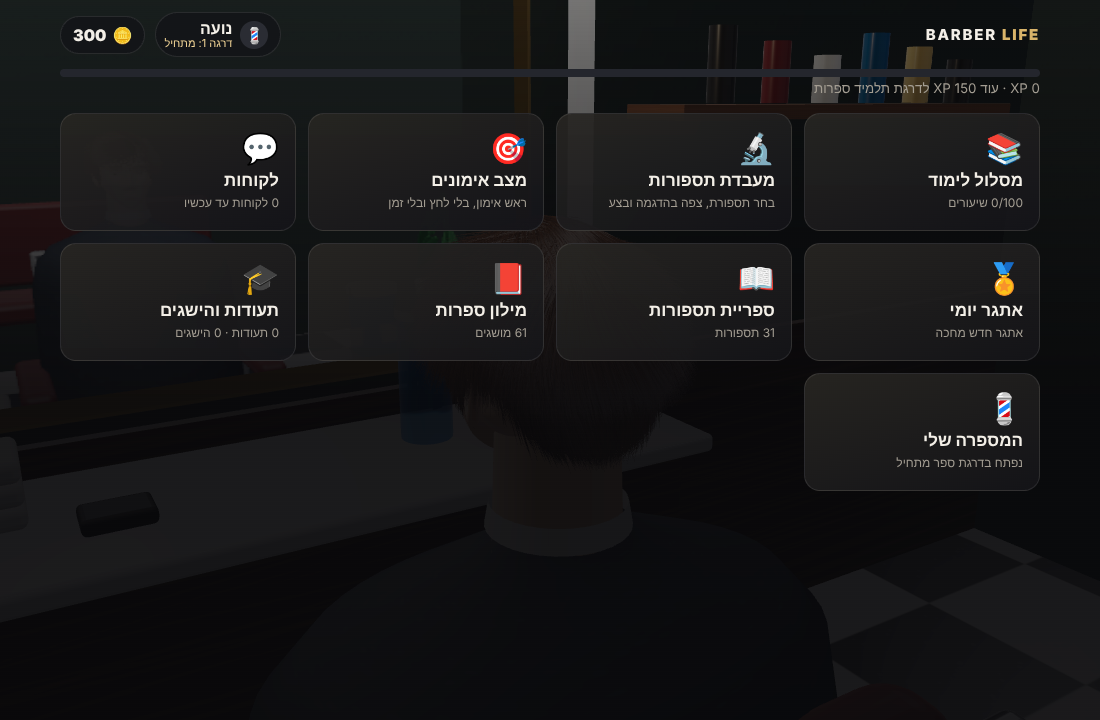 BARBER LIFE
נועה
דרגה 1: מתחיל
300
0 XP · עוד 150 XP לדרגת תלמיד ספרות
מסלול לימוד
0/100 שיעורים
מעבדת תספורות
בחר תספורת, צפה בהדגמה ובצע
מצב אימונים
ראש אימון, בלי לחץ ובלי זמן
לקוחות
0 לקוחות עד עכשיו
אתגר יומי
אתגר חדש מחכה
ספריית תספורות
31 תספורות
מילון ספרות
61 מושגים
תעודות והישגים
0 תעודות · 0 הישגים
המספרה שלי
נפתח בדרגת ספר מתחיל